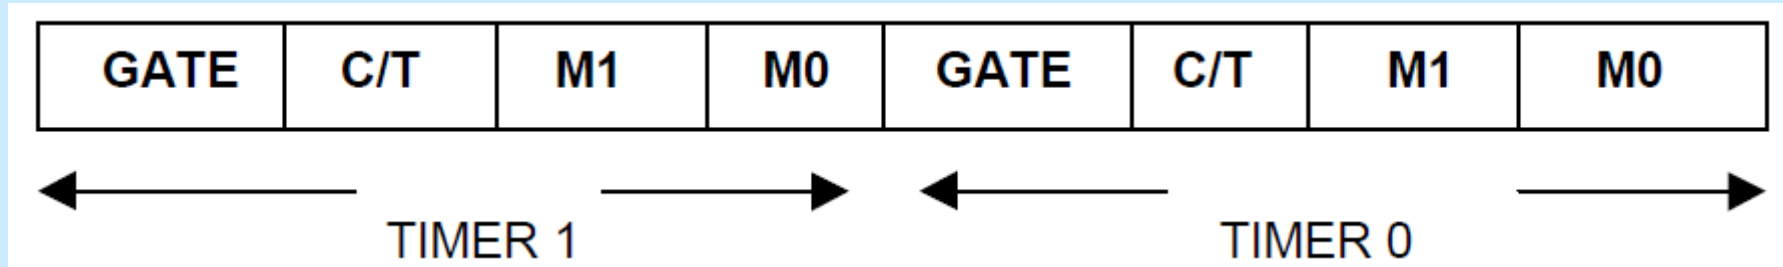 GATE C/T M1 M0 GATE C/T M1 M0
TIMER 1 TIMER 0